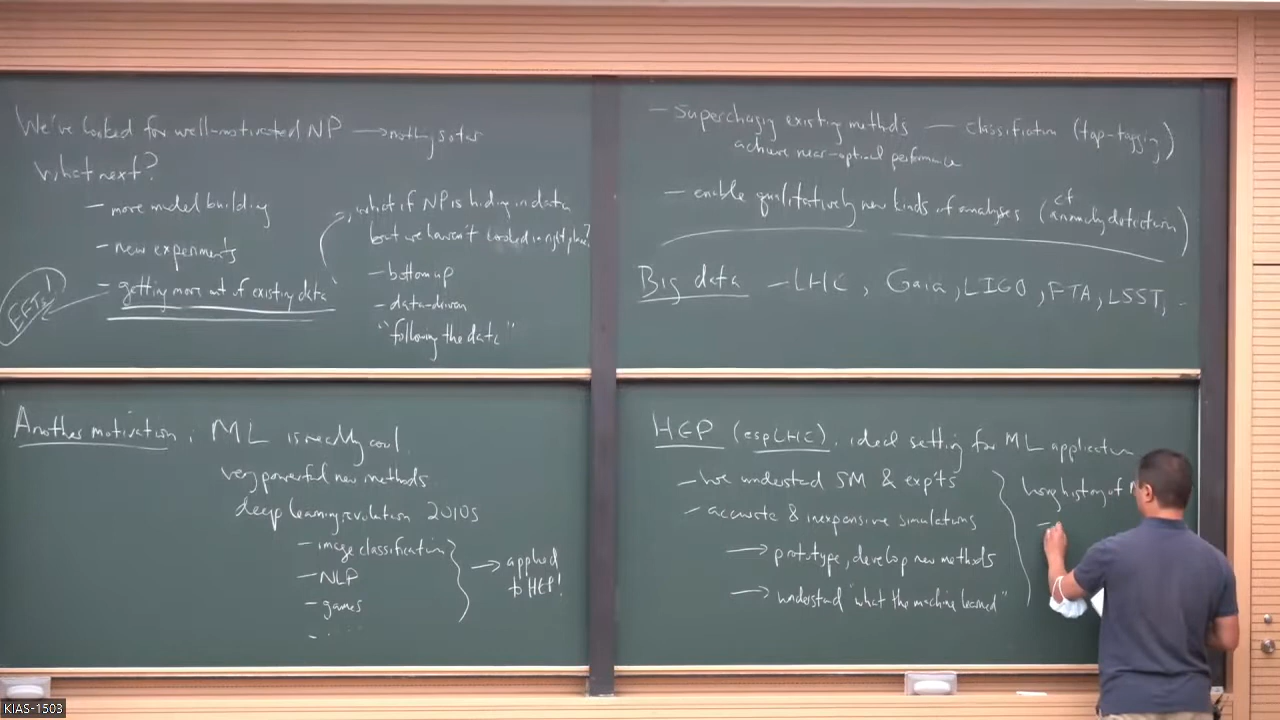 We've looked for well-motivated NP → nothing so far
What next?
- more model building
- new experiments
- getting more out of existing data
EFTs!
what if NP is hiding in data
but we haven't looked in right place?
- bottom up
- data-driven
"following the data"
- supercharging existing methods — classification (top-tagging)
achieve near-optimal performance
- enable qualitatively new kinds of analyses (cf anomaly detection)
Big data - LHC, Gaia, LIGO, PTA, LSST, ..
Another motivation: ML is really cool.
very powerful new methods
deep learning revolution 2010s
- image classification
- NLP
- games
- ....
→ applied
to HEP!
HEP (esp LHC). ideal setting for ML application
- we understand SM & exp'ts
- accurate & inexpensive simulations
→ prototype, develop new methods
→ understand "what the machine learned"
long history of
-
KIAS-1503